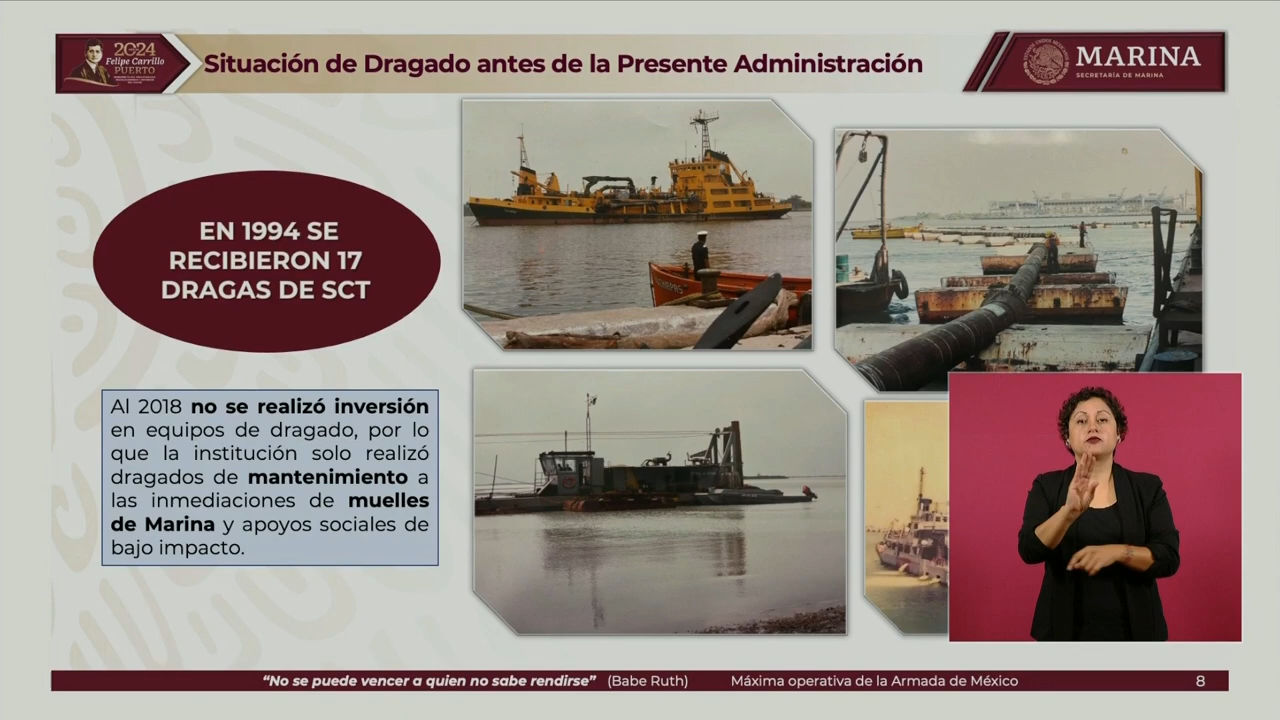 2024
Felipe Carrillo
PUERTO
Situación de Dragado antes de la Presente Administración
MARINA
SECRETARÍA DE MARINA
EN 1994 SE
RECIBIERON 17
DRAGAS DE SCT
Al 2018 no se realizó inversión
en equipos de dragado, por lo
que la institución solo realizó
dragados de mantenimiento a
las inmediaciones de muelles
de Marina y apoyos sociales de
bajo impacto.
“No se puede vencer a quien no sabe rendirse” (Babe Ruth) Máxima operativa de la Armada de México
8